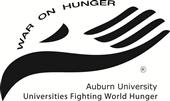 WAR ON HUNGER
®
Auburn University
Universities Fighting World Hunger